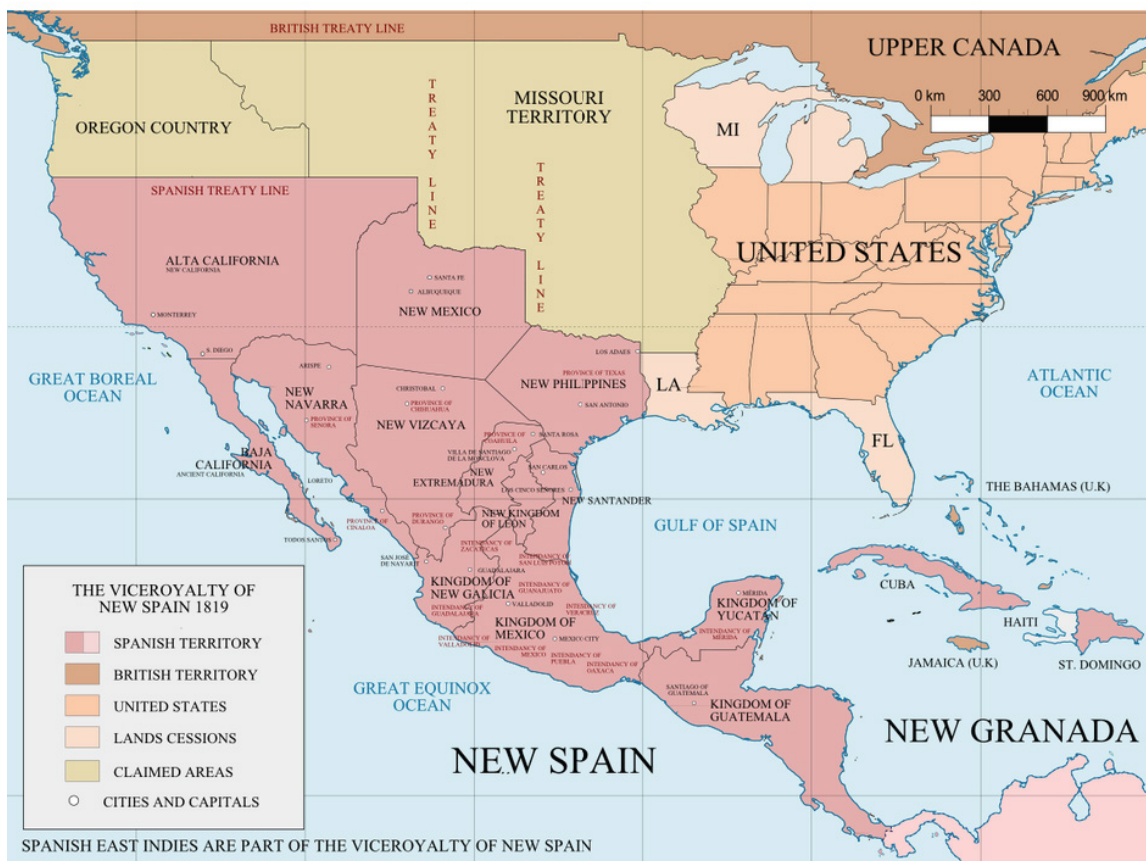 BRITISH TREATY LINE
UPPER CANADA
0 km 300 600 900 km
OREGON COUNTRY
MISSOURI
TERRITORY
MI
TREATY LINE
TREATY LINE
SPANISH TREATY LINE
UNITED STATES
ALTA CALIFORNIA
NEW CALIFORNIA
SANTA FE
ALBUQUEQUE
NEW MEXICO
MONTERREY
S. DIEGO
LOS ADAES
GREAT BOREAL
OCEAN
ARISPE
NEW
NAVARRA
PROVINCE OF
SENORA
CHRISTOBAL
PROVINCE OF
CHIHUAHUA
NEW VIZCAYA
PROVINCE OF TEXAS
NEW PHILIPPINES
SAN ANTONIO
LA
FL
ATLANTIC
OCEAN
PROVINCE OF
COAHUILA
SANTA ROSA
VILLA DE SANTIAGO
DE LA MONCLOVA
BAJA
CALIFORNIA
ANCIENT CALIFORNIA
LORETO
NEW
EXTREMADURA
SAN CARLOS
LOS CINCO SEÑORES
NEW SANTANDER
THE BAHAMAS (U.K)
PROVINCE OF
CINALOA
PROVINCE OF
DURANGO
NEW KINGDOM
OF LEON
GULF OF SPAIN
TODOS SANTOS
INTENDANCY OF
ZACATECAS
SAN JOSÉ
DE NAYARIT
GUADALAJARA
INTENDANCY OF
SAN LUIS POTOSI
KINGDOM OF
NEW GALICIA
INTENDANCY OF
GUANAJUATO
INTENDANCY OF
GUADALAJARA
VALLADOLID
INTENDANCY OF
VERACRUZ
KINGDOM OF
MEXICO
MEXICO CITY
INTENDANCY OF
VALLADOLID
INTENDANCY OF
MEXICO
INTENDANCY OF
PUEBLA
INTENDANCY OF
OAXACA
MÉRIDA
KINGDOM OF
YUCATAN
INTENDANCY OF
MERIDA
CUBA
HAITI
JAMAICA (U.K)
ST. DOMINGO
SANTIAGO OF
GUATEMALA
KINGDOM OF
GUATEMALA
GREAT EQUINOX
OCEAN
NEW SPAIN
NEW GRANADA
THE VICEROYALTY OF
NEW SPAIN 1819
SPANISH TERRITORY
BRITISH TERRITORY
UNITED STATES
LANDS CESSIONS
CLAIMED AREAS
CITIES AND CAPITALS
SPANISH EAST INDIES ARE PART OF THE VICEROYALTY OF NEW SPAIN